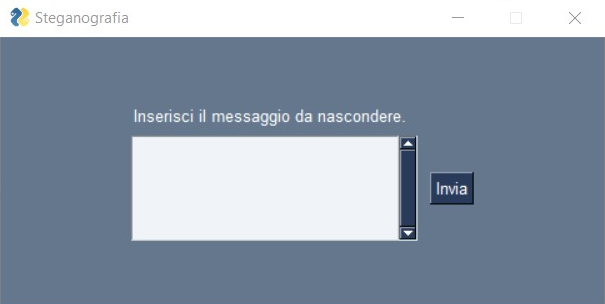 Steganografia
Inserisci il messaggio da nascondere.
Invia